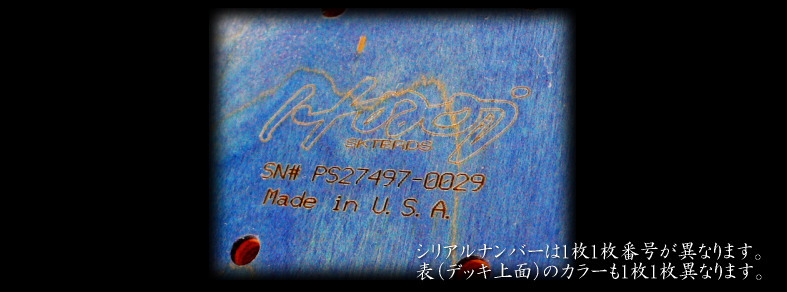 SKTBRDS
SN# PS27497-0029
Made in U.S.A.
シリアルナンバーは1枚1枚番号が異なります。
表(デッキ上面)のカラーも1枚1枚異なります。